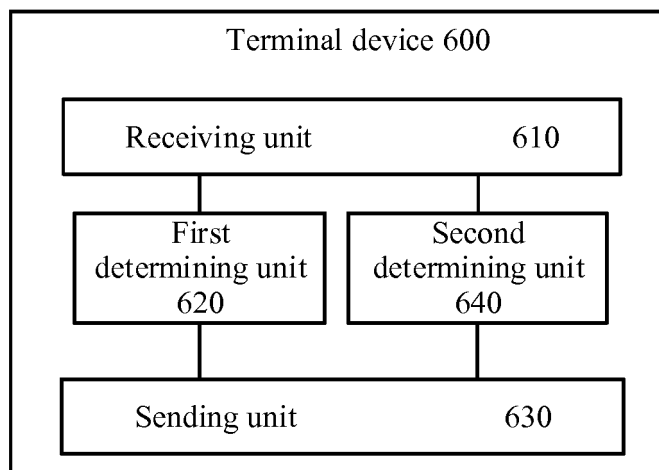 Terminal device 600
Receiving unit 610
First
determining unit
620
Second
determining unit
640
Sending unit 630